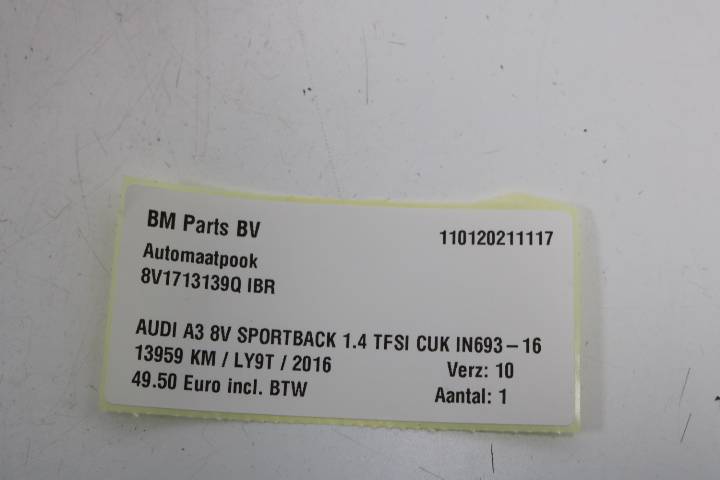 BM Parts BV
110120211117
Automaatpook
8V1713139Q IBR
AUDI A3 8V SPORTBACK 1.4 TFSI CUK IN693-16
13959 KM / LY9T / 2016 Verz: 10
49.50 Euro incl. BTW Aantal: 1